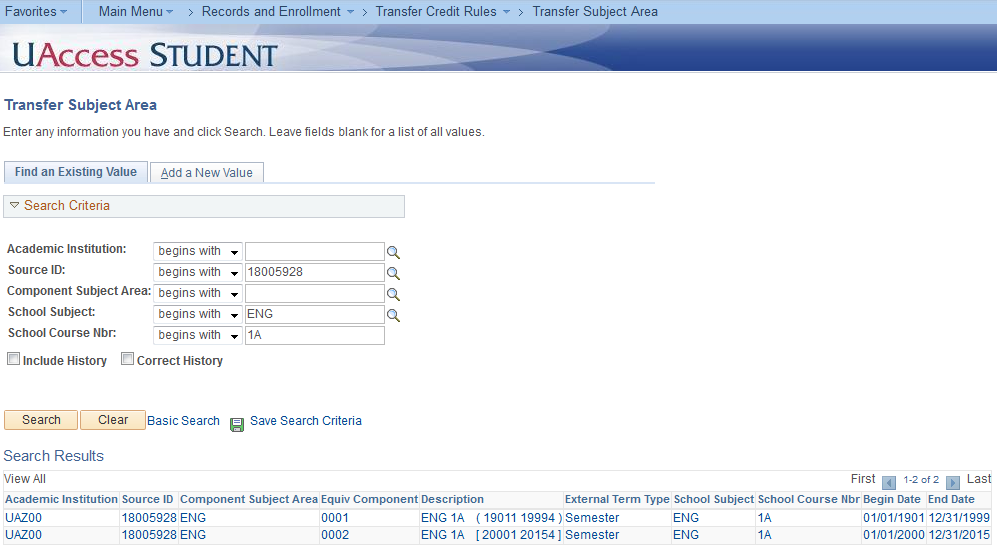 Favorites Main Menu > Records and Enrollment > Transfer Credit Rules > Transfer Subject Area
UAccess STUDENT
Transfer Subject Area
Enter any information you have and click Search. Leave fields blank for a list of all values.
Find an Existing Value Add a New Value
Search Criteria
Academic Institution: begins with
Source ID: begins with 18005928
Component Subject Area: begins with
School Subject: begins with ENG
School Course Nbr: begins with 1A
Include History Correct History
Search Clear Basic Search Save Search Criteria
Search Results
View All First 1-2 of 2 Last
Academic Institution Source ID Component Subject Area Equiv Component Description External Term Type School Subject School Course Nbr Begin Date End Date
UAZ00 18005928 ENG 0001 ENG 1A ( 19011 19994 ) Semester ENG 1A 01/01/1901 12/31/1999
UAZ00 18005928 ENG 0002 ENG 1A [ 20001 20154 ] Semester ENG 1A 01/01/2000 12/31/2015